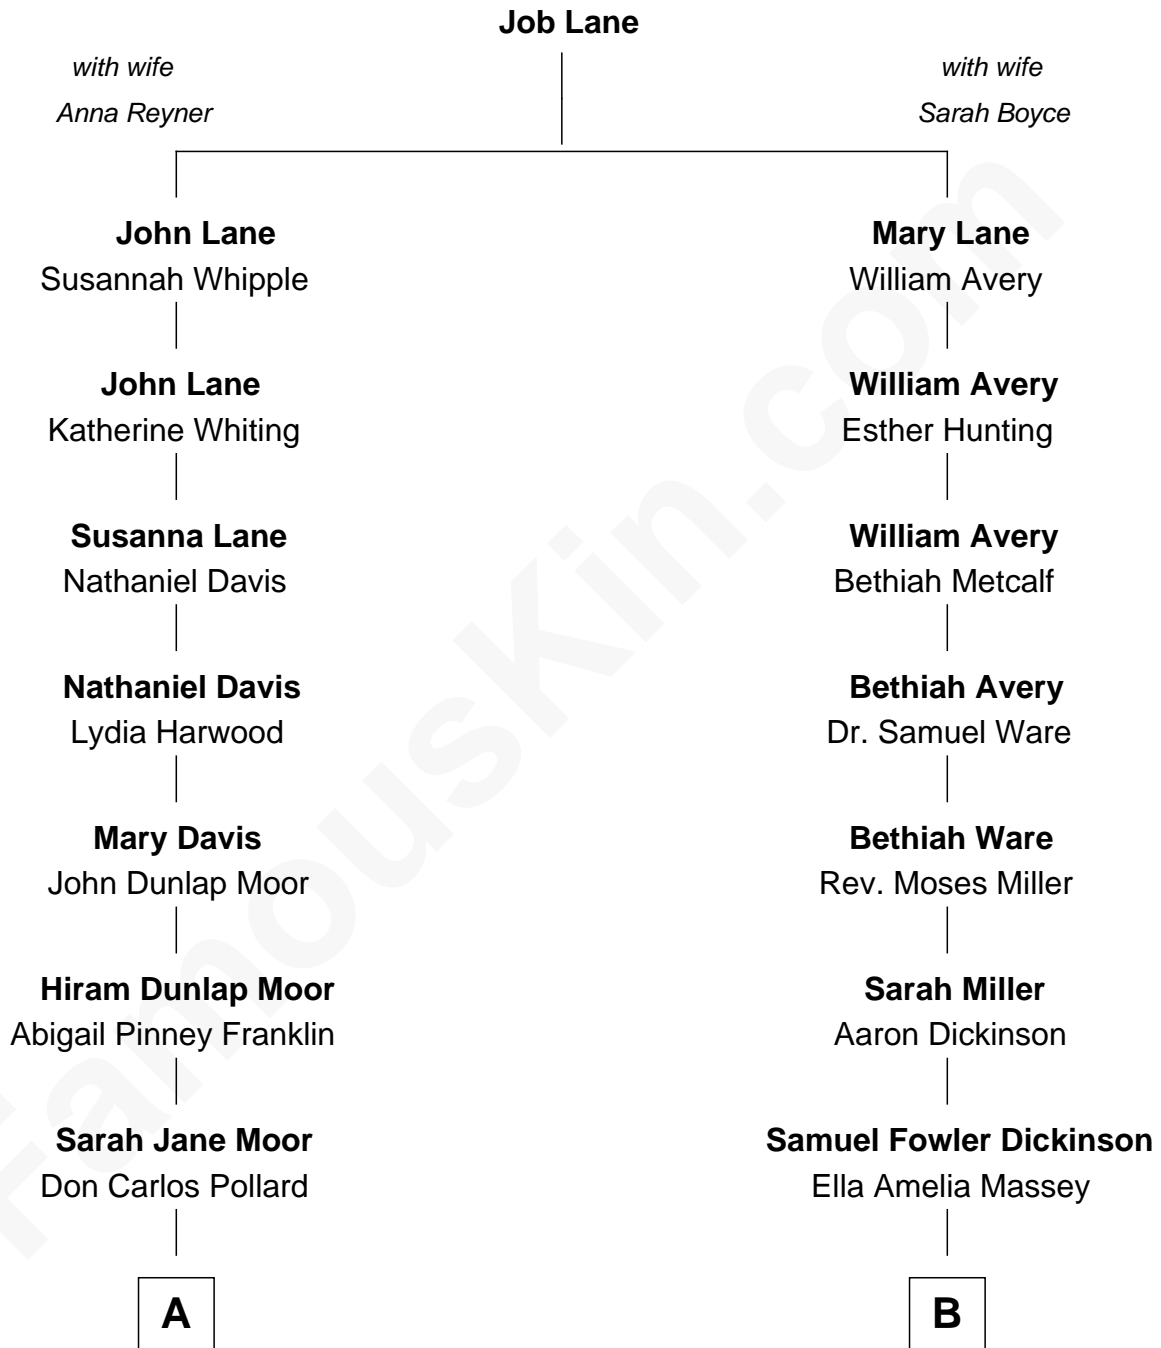 Job Lane
with wife
Anna Reyner
with wife
Sarah Boyce
John Lane
Susannah Whipple
Mary Lane
William Avery
John Lane
Katherine Whiting
William Avery
Esther Hunting
Susanna Lane
Nathaniel Davis
William Avery
Bethiah Metcalf
Nathaniel Davis
Lydia Harwood
Bethiah Avery
Dr. Samuel Ware
Mary Davis
John Dunlap Moor
Bethiah Ware
Rev. Moses Miller
Hiram Dunlap Moor
Abigail Pinney Franklin
Sarah Miller
Aaron Dickinson
Sarah Jane Moor
Don Carlos Pollard
Samuel Fowler Dickinson
Ella Amelia Massey
A
B
FamousKin.com